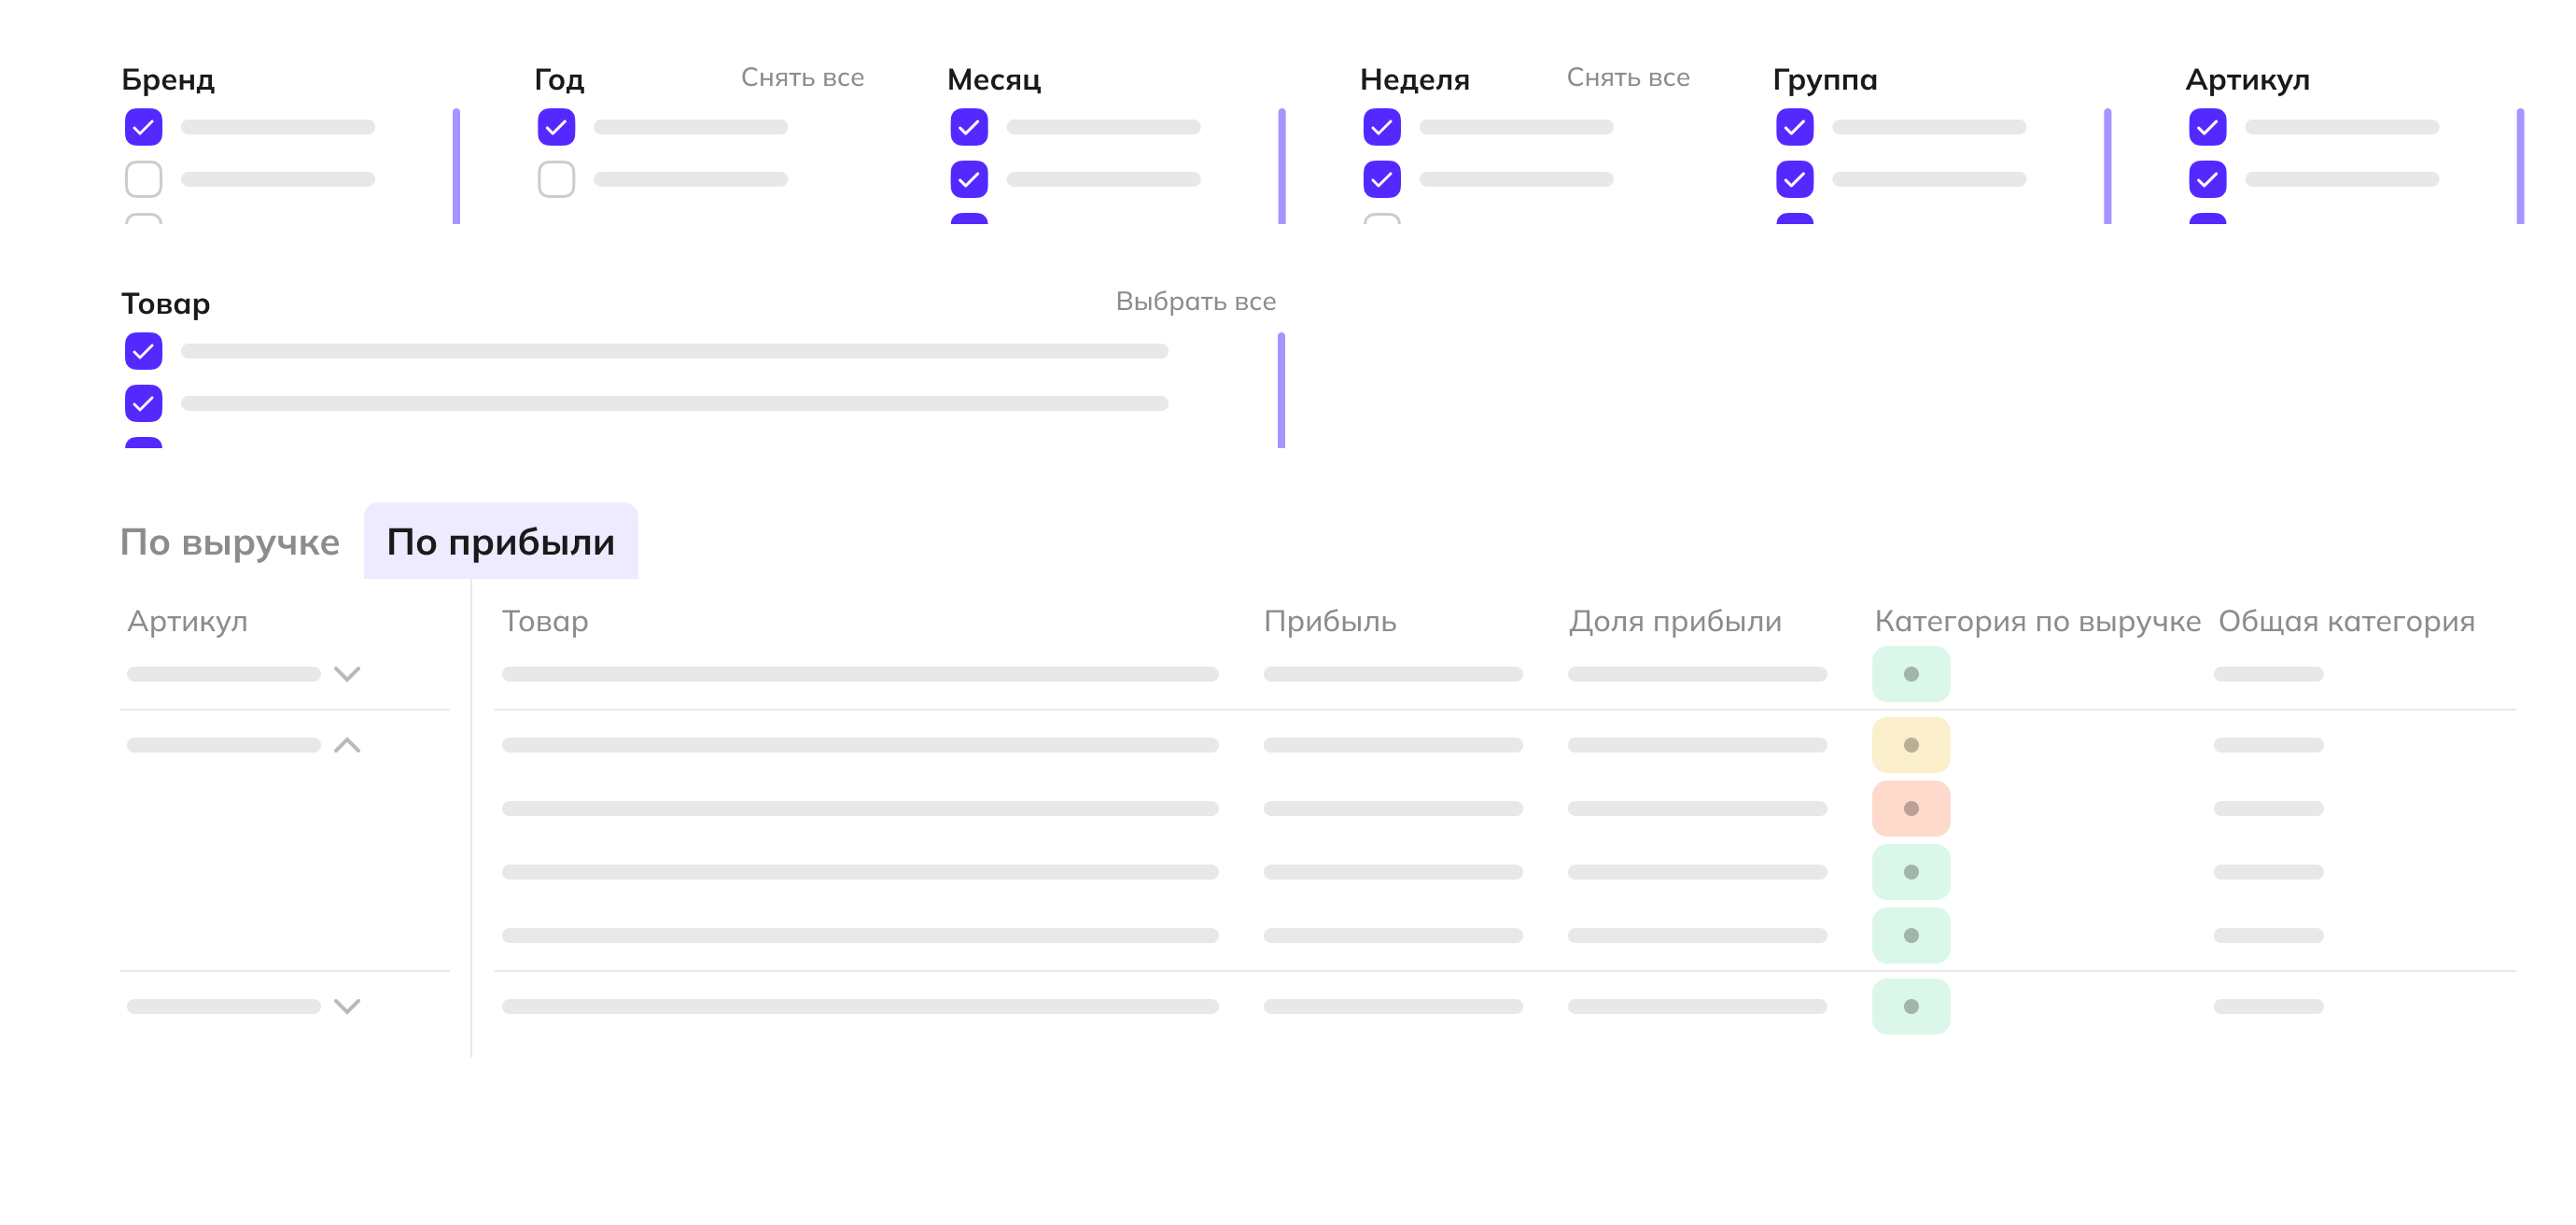 Бренд
Год Снять все
Месяц
Неделя Снять все
Группа
Артикул
Товар Выбрать все
По выручке По прибыли
Артикул Товар Прибыль Доля прибыли Категория по выручке Общая категория